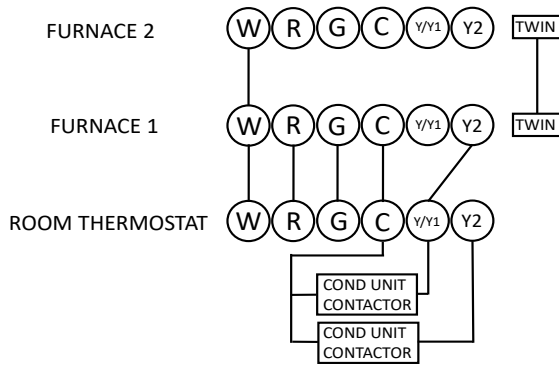 FURNACE 2 W R G C Y/Y1 Y2 TWIN
FURNACE 1 W R G C Y/Y1 Y2 TWIN
ROOM THERMOSTAT W R G C Y/Y1 Y2
COND UNIT
CONTACTOR
COND UNIT
CONTACTOR